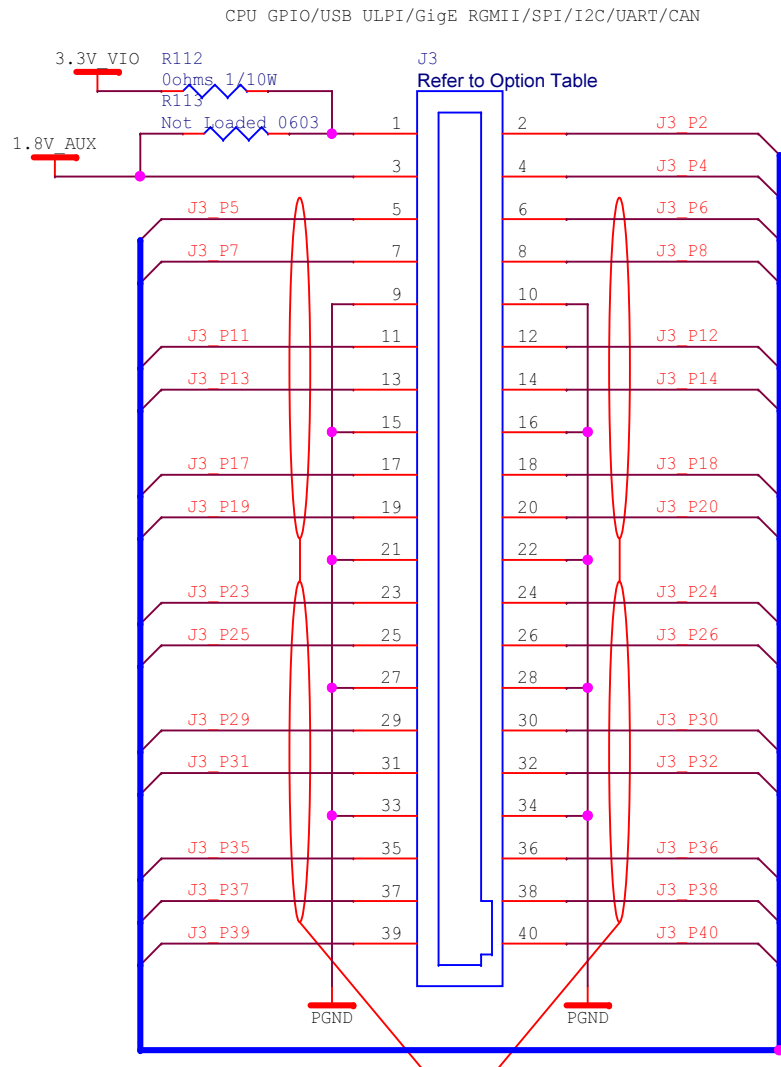 CPU GPIO/USB ULPI/GigE RGMII/SPI/I2C/UART/CAN
3.3V_VIO R112 J3
0ohms 1/10W Refer to Option Table
R113
Not Loaded 0603 1 2 J3_P2
1.8V_AUX
3 4 J3_P4
J3_P5 5 6 J3_P6
J3_P7 7 8 J3_P8
9 10
J3_P11 11 12 J3_P12
J3_P13 13 14 J3_P14
15 16
J3_P17 17 18 J3_P18
J3_P19 19 20 J3_P20
21 22
J3_P23 23 24 J3_P24
J3_P25 25 26 J3_P26
27 28
J3_P29 29 30 J3_P30
J3_P31 31 32 J3_P32
33 34
J3_P35 35 36 J3_P36
J3_P37 37 38 J3_P38
J3_P39 39 40 J3_P40
PGND PGND